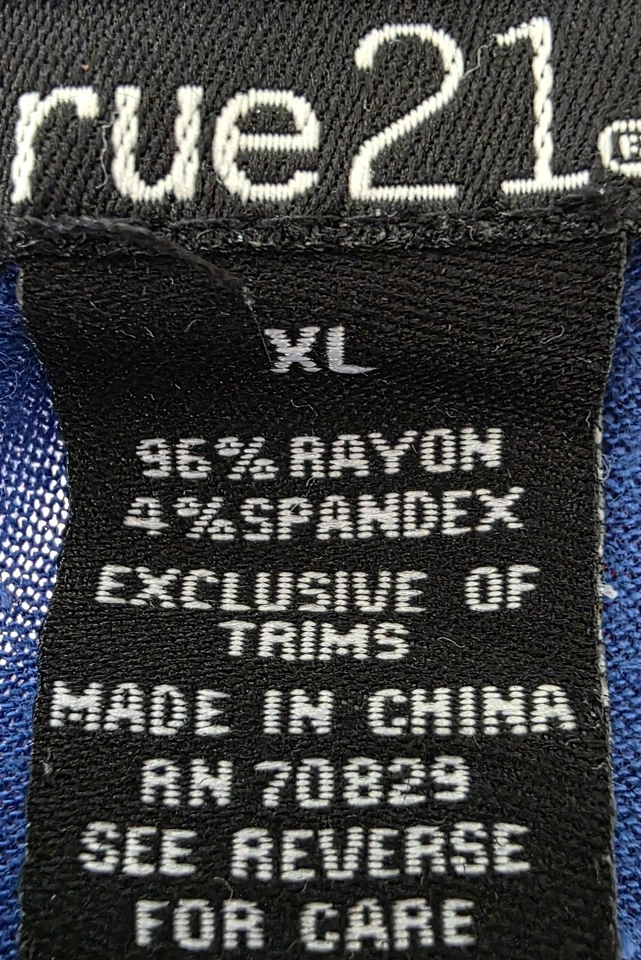 rue21®
XL
96% RAYON
4% SPANDEX
EXCLUSIVE OF
TRIMS
MADE IN CHINA
RN 70829
SEE REVERSE
FOR CARE